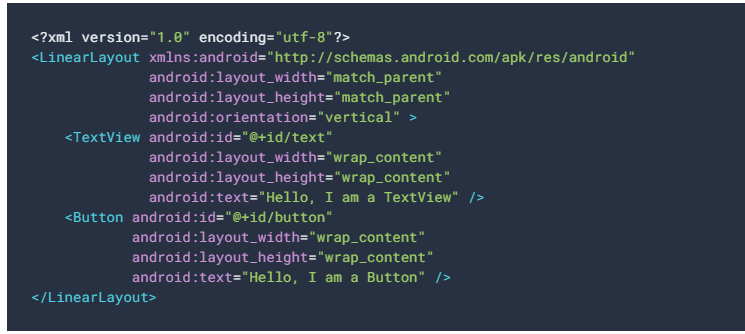 <?xml version="1.0" encoding="utf-8"?>
<LinearLayout xmlns:android="http://schemas.android.com/apk/res/android"
              android:layout_width="match_parent"
              android:layout_height="match_parent"
              android:orientation="vertical" >
    <TextView android:id="@+id/text"
              android:layout_width="wrap_content"
              android:layout_height="wrap_content"
              android:text="Hello, I am a TextView" />
    <Button android:id="@+id/button"
            android:layout_width="wrap_content"
            android:layout_height="wrap_content"
            android:text="Hello, I am a Button" />
</LinearLayout>